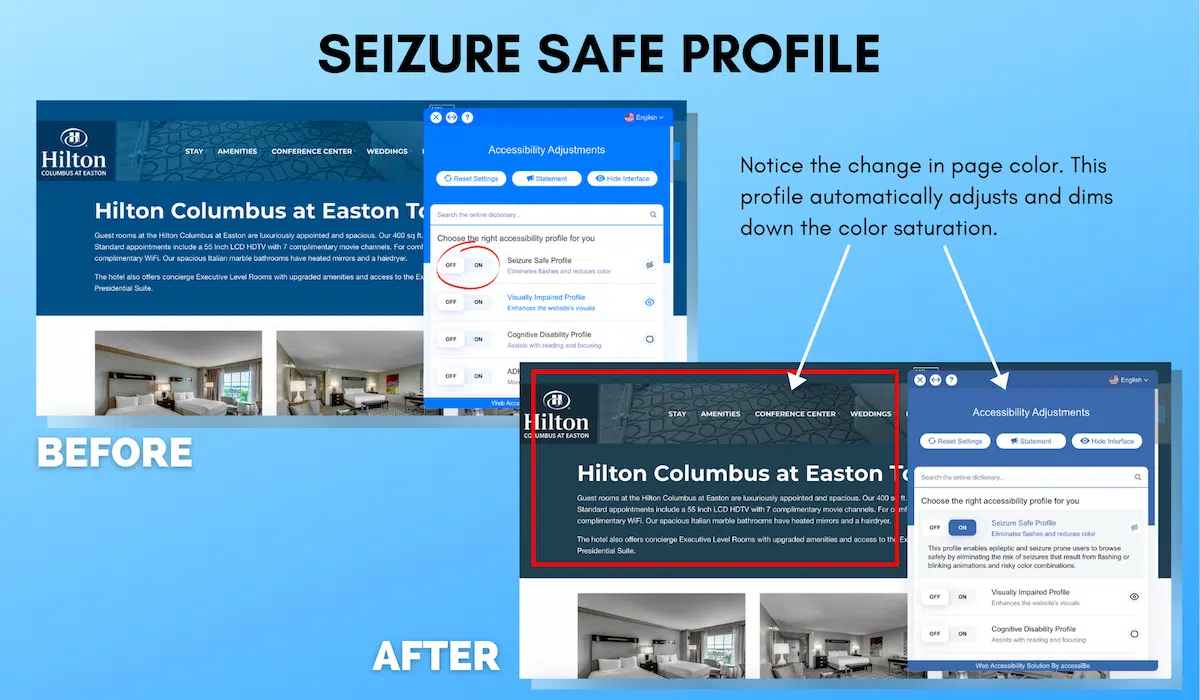 SEIZURE SAFE PROFILE
Hilton
COLUMBUS AT EASTON
STAY
AMENITIES
CONFERENCE CENTER
WEDDINGS
Hilton Columbus at Easton To
Guest rooms at the Hilton Columbus at Easton are luxuriously appointed and spacious. Our 400 sq ft.
Standard appointments include a 55 Inch LCD HDTV with 7 complimentary movie channels. For comf
complimentary WiFi. Our spacious Italian marble bathrooms have heated mirrors and a hairdryer.
The hotel also offers concierge Executive Level Rooms with upgraded amenities and access to the Ex
Presidential Suite.
English
Accessibility Adjustments
Reset Settings
Statement
Hide Interface
Search the online dictionary...
Choose the right accessibility profile for you
OFF ON
Seizure Safe Profile
Eliminates flashes and reduces color
OFF ON
Visually Impaired Profile
Enhances the website's visuals
OFF ON
Cognitive Disability Profile
Assists with reading and focusing
OFF ON
Web Acce
BEFORE
Notice the change in page color. This
profile automatically adjusts and dims
down the color saturation.
Hilton
COLUMBUS AT EASTON
STAY
AMENITIES
CONFERENCE CENTER
WEDDINGS
Hilton Columbus at Easton To
Guest rooms at the Hilton Columbus at Easton are luxuriously appointed and spacious. Our 400 sq ft.
Standard appointments include a 55 Inch LCD HDTV with 7 complimentary movie channels. For comf
complimentary WiFi. Our spacious Italian marble bathrooms have heated mirrors and a hairdryer.
The hotel also offers concierge Executive Level Rooms with upgraded amenities and access to the Ex
Presidential Suite.
English
Accessibility Adjustments
Reset Settings
Statement
Hide Interface
Search the online dictionary...
Choose the right accessibility profile for you
OFF ON
Seizure Safe Profile
Eliminates flashes and reduces color
This profile enables epileptic and seizure prone users to browse
safely by eliminating the risk of seizures that result from flashing or
blinking animations and risky color combinations.
OFF ON
Visually Impaired Profile
Enhances the website's visuals
OFF ON
Cognitive Disability Profile
Assists with reading and focusing
Web Accessibility Solution By accessiBe
AFTER